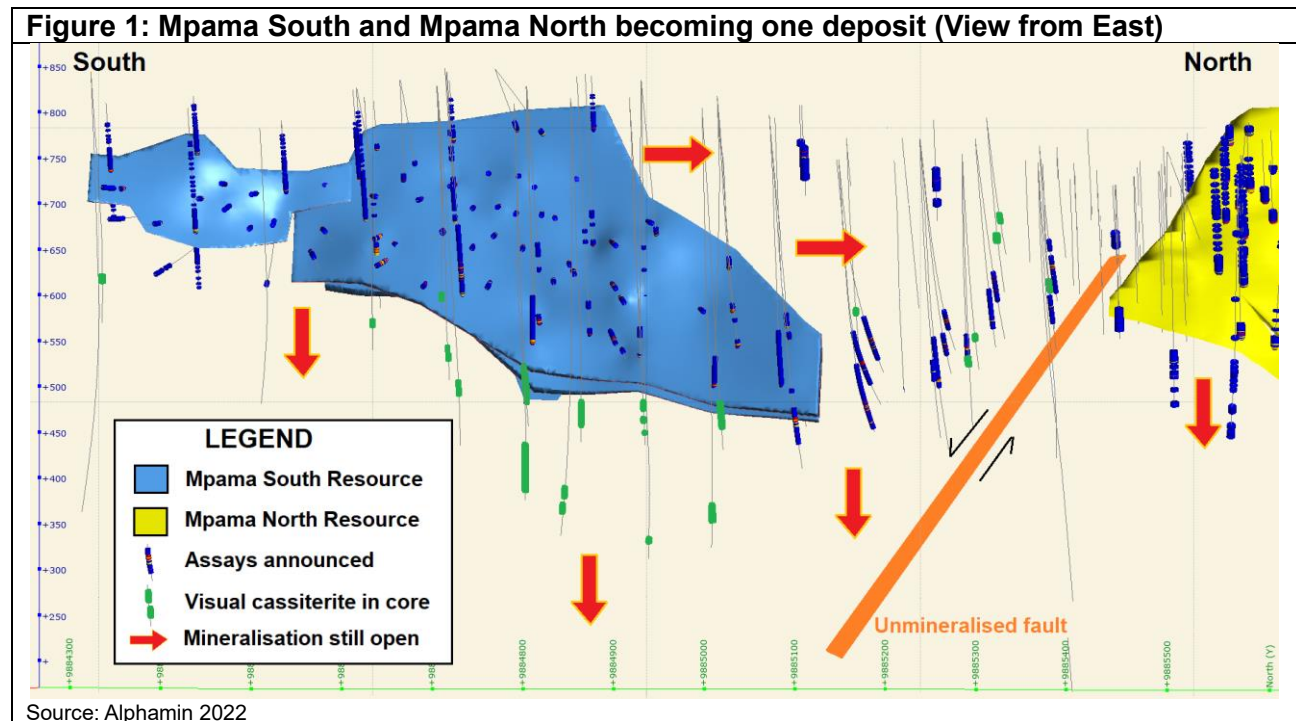 Figure 1: Mpama South and Mpama North becoming one deposit (View from East)
South
North
+850
+800
+750
+700
+650
+600
+550
+500
+450
+400
+350
+300
+250
+
LEGEND
Mpama South Resource
Mpama North Resource
Assays announced
Visual cassiterite in core
Mineralisation still open
Unmineralised fault
+9884300
+9884800
+9884900
+9885000
+9885100
+9885200
+9885300
+9885400
+9885500
North (Y)
Source: Alphamin 2022